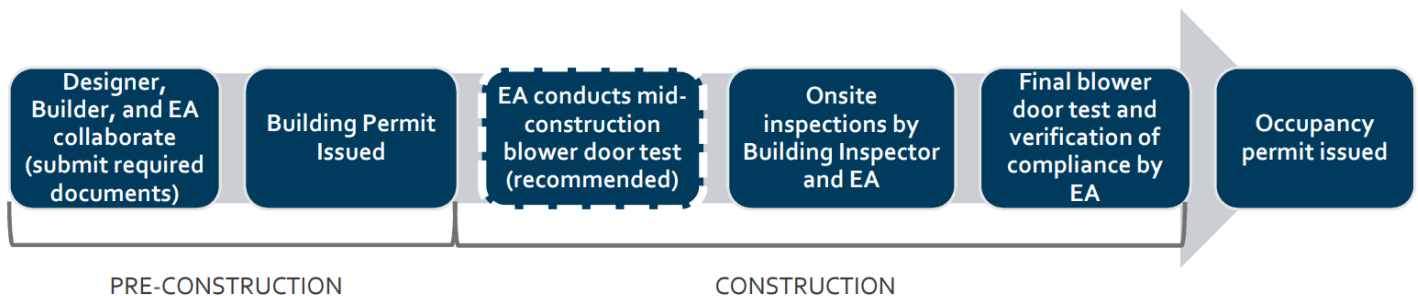 Designer,
Builder, and EA
collaborate
(submit required
documents)
Building Permit
Issued
EA conducts mid-
construction
blower door test
(recommended)
Onsite
inspections by
Building Inspector
and EA
Final blower
door test and
verification of
compliance by
EA
Occupancy
permit issued
PRE-CONSTRUCTION
CONSTRUCTION